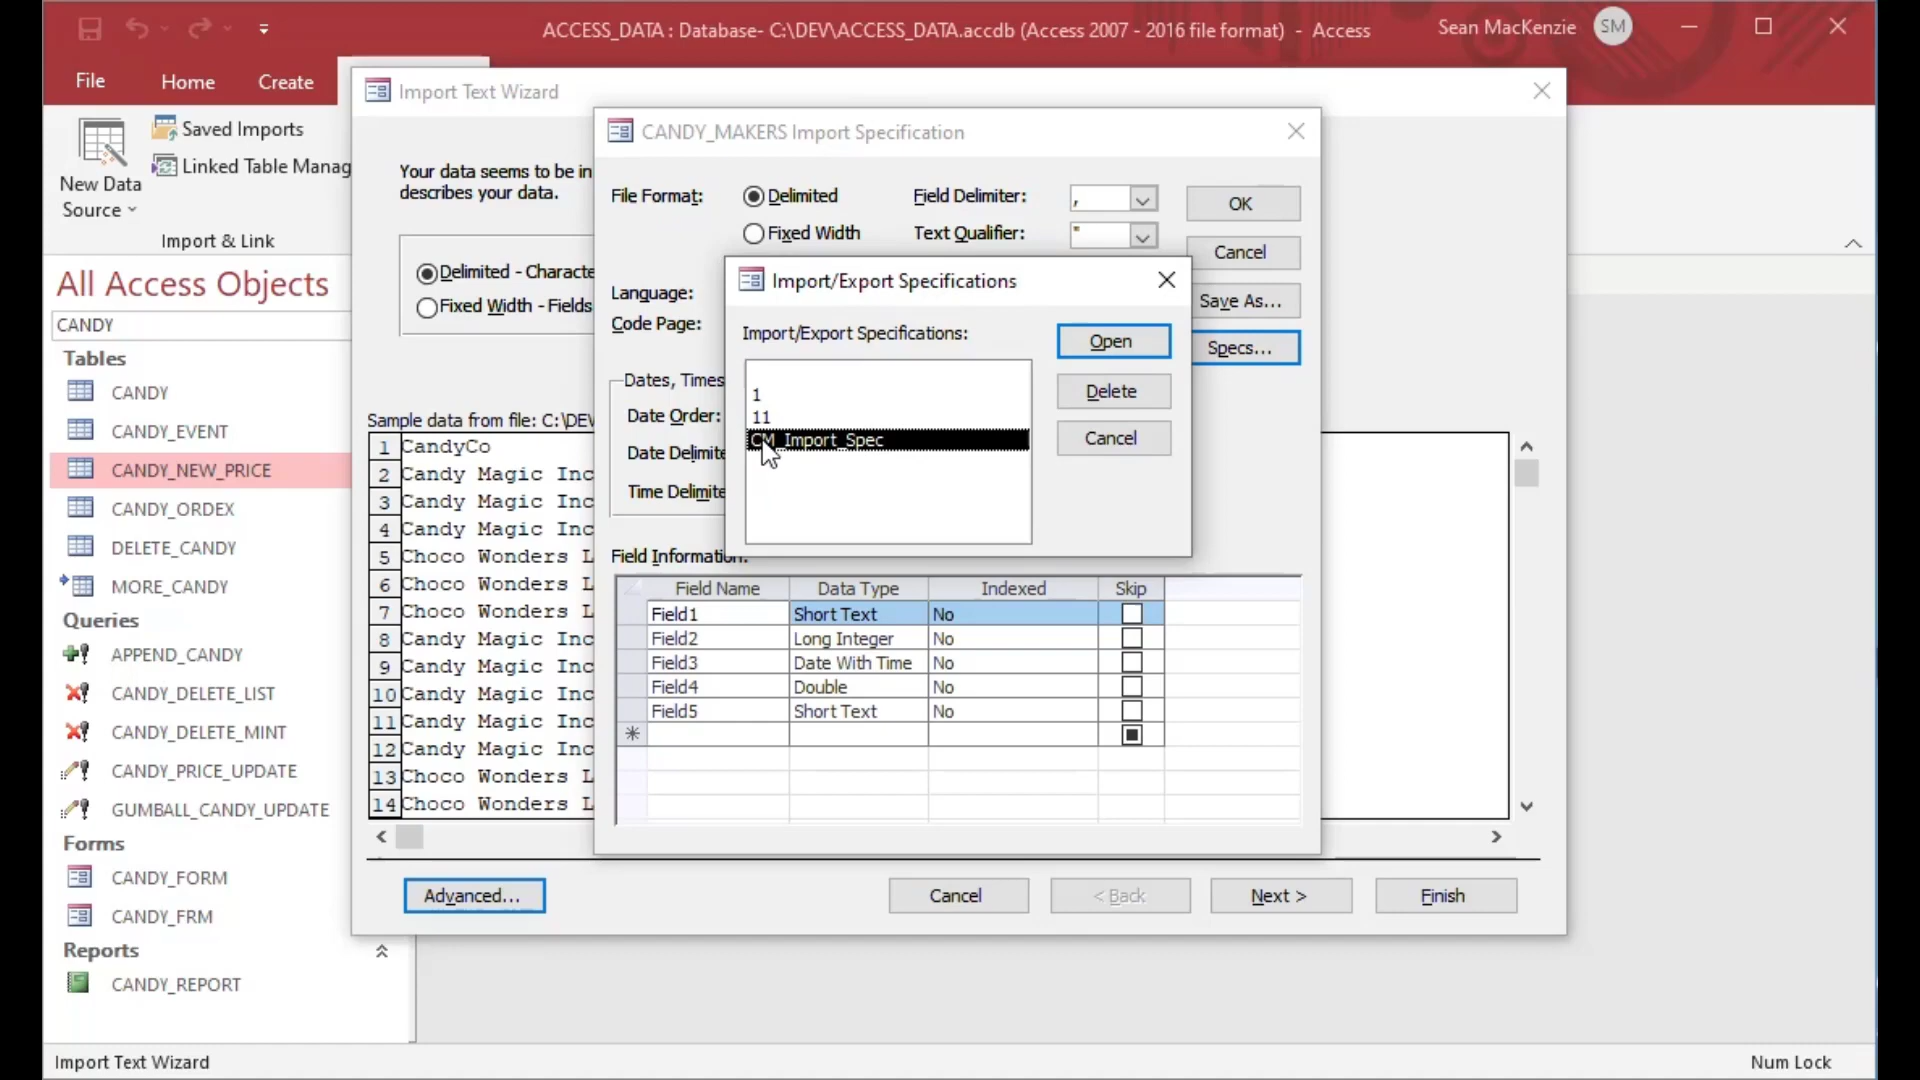 ACCESS_DATA : Database- C:\DEV\ACCESS_DATA.accdb (Access 2007 - 2016 file format) - Access
Sean MacKenzie SM
File Home Create
Import Text Wizard
New Data
Source
Saved Imports
Linked Table Manag
Import & Link
All Access Objects
CANDY
Tables
CANDY
CANDY_EVENT
CANDY_NEW_PRICE
CANDY_ORDEX
DELETE_CANDY
MORE_CANDY
Queries
APPEND_CANDY
CANDY_DELETE_LIST
CANDY_DELETE_MINT
CANDY_PRICE_UPDATE
GUMBALL_CANDY_UPDATE
Forms
CANDY_FORM
CANDY_FRM
Reports
CANDY_REPORT
Your data seems to be in
describes your data.
Delimited - Characte
Fixed Width - Fields
Sample data from file: C:\DEV
1 CandyCo
2 Candy Magic Inc
3 Candy Magic Inc
4 Candy Magic Inc
5 Choco Wonders L
6 Choco Wonders L
7 Choco Wonders L
8 Candy Magic Inc
9 Candy Magic Inc
10 Candy Magic Inc
11 Candy Magic Inc
12 Candy Magic Inc
13 Choco Wonders L
14 Choco Wonders L
Advanced... Cancel < Back Next > Finish
CANDY_MAKERS Import Specification
File Format: Delimited Field Delimiter: , OK
Fixed Width Text Qualifier: " Cancel
Language: Save As...
Code Page: Specs...
Dates, Times
Date Order:
Date Delimite
Time Delimite
Field Information:
Field Name Data Type Indexed Skip
Field1 Short Text No
Field2 Long Integer No
Field3 Date With Time No
Field4 Double No
Field5 Short Text No
Import/Export Specifications
Import/Export Specifications:
1
11
CM_Import_Spec
Open
Delete
Cancel
Import Text Wizard
Num Lock